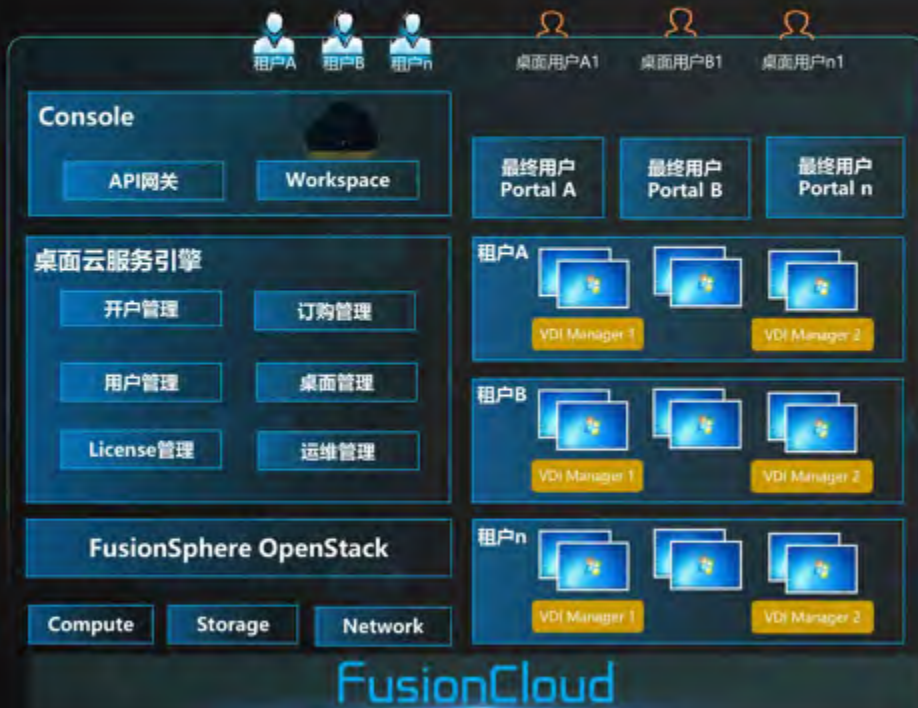 租户A 租户B 租户n
桌面用户A1 桌面用户B1 桌面用户n1
Console
API网关 Workspace
最终用户
Portal A
最终用户
Portal B
最终用户
Portal n
桌面云服务引擎
开户管理 订购管理
用户管理 桌面管理
License管理 运维管理
租户A
VDI Manager 1 VDI Manager 2
租户B
VDI Manager 1 VDI Manager 2
租户n
VDI Manager 1 VDI Manager 2
FusionSphere OpenStack
Compute Storage Network
FusionCloud